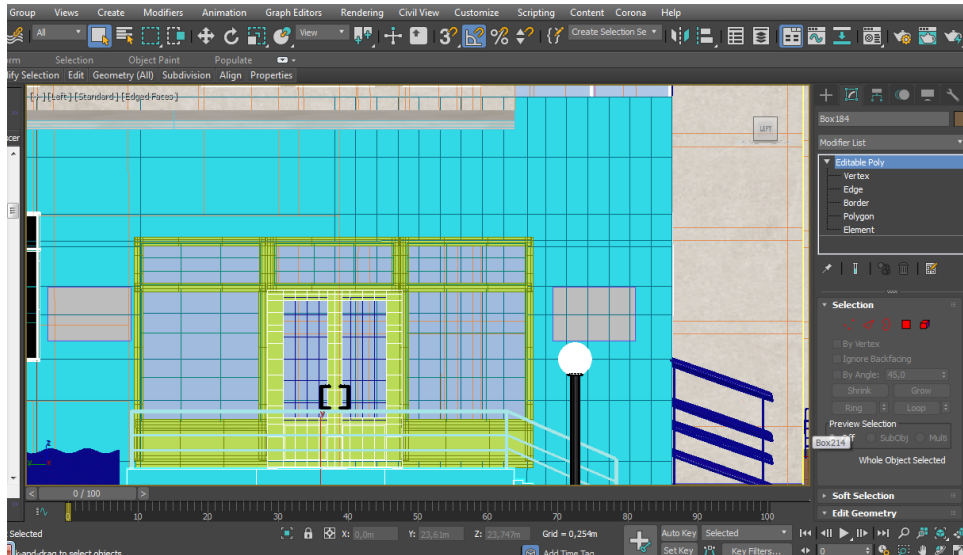 Group Views Create Modifiers Animation Graph Editors Rendering Civil View Customize Scripting Content Corona Help
All View Create Selection Se
Selection Object Paint Populate
Selection Edit Geometry (All) Subdivision Align Properties
[Left] [Standard] [Edged Faces]
LEFT
Box184
Modifier List
Editable Poly
Vertex
Edge
Border
Polygon
Element
Selection
By Vertex
Ignore Backfacing
By Angle: 45,0
Shrink Grow
Ring Loop
Preview Selection
SubObj Multi
Box214
Whole Object Selected
Soft Selection
Edit Geometry
0 / 100
10 20 30 40 50 60 70 80 90 100
Selected X: 0,0m Y: 23,61m Z: 23,747m Grid = 0,254m Auto Key Selected
-drag to select objects Add Time Tag Set Key Key Filters... 0